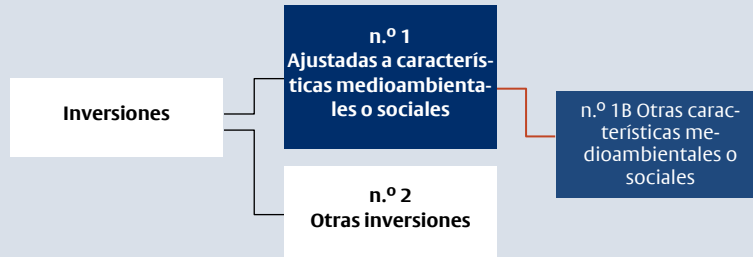 Inversiones
n.º 1
Ajustadas a caracterís-
ticas medioambienta-
les o sociales
n.º 2
Otras inversiones
n.º 1B Otras carac-
terísticas me-
dioambientales o
sociales